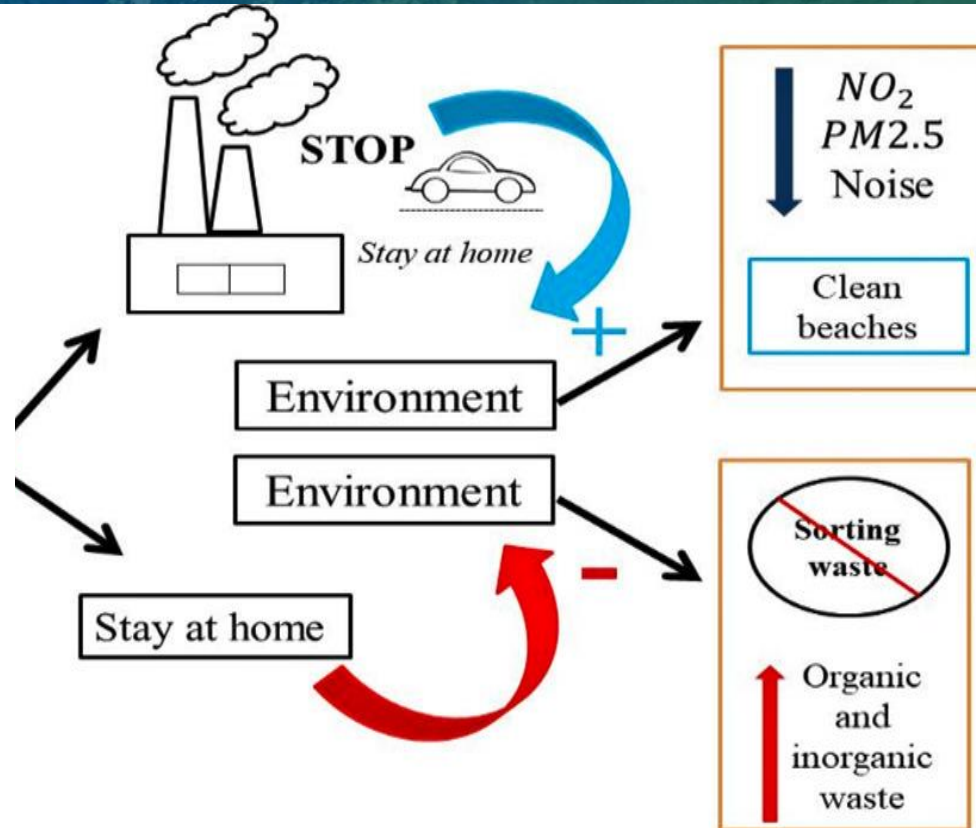 STOP
Stay at home
NO₂
PM2.5
Noise
Clean
beaches
+
Environment
Environment
-
Stay at home
Sorting
waste
Organic
and
inorganic
waste